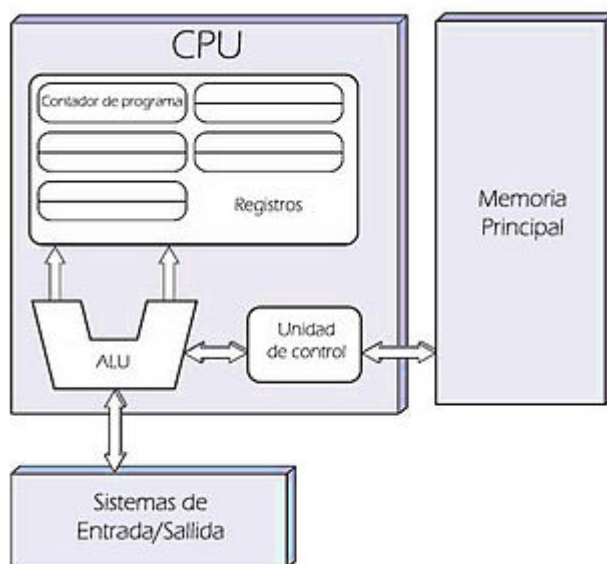 CPU
Contador de programa
Registros
Memoria
Principal
ALU
Unidad
de control
Sistemas de
Entrada/Sallida